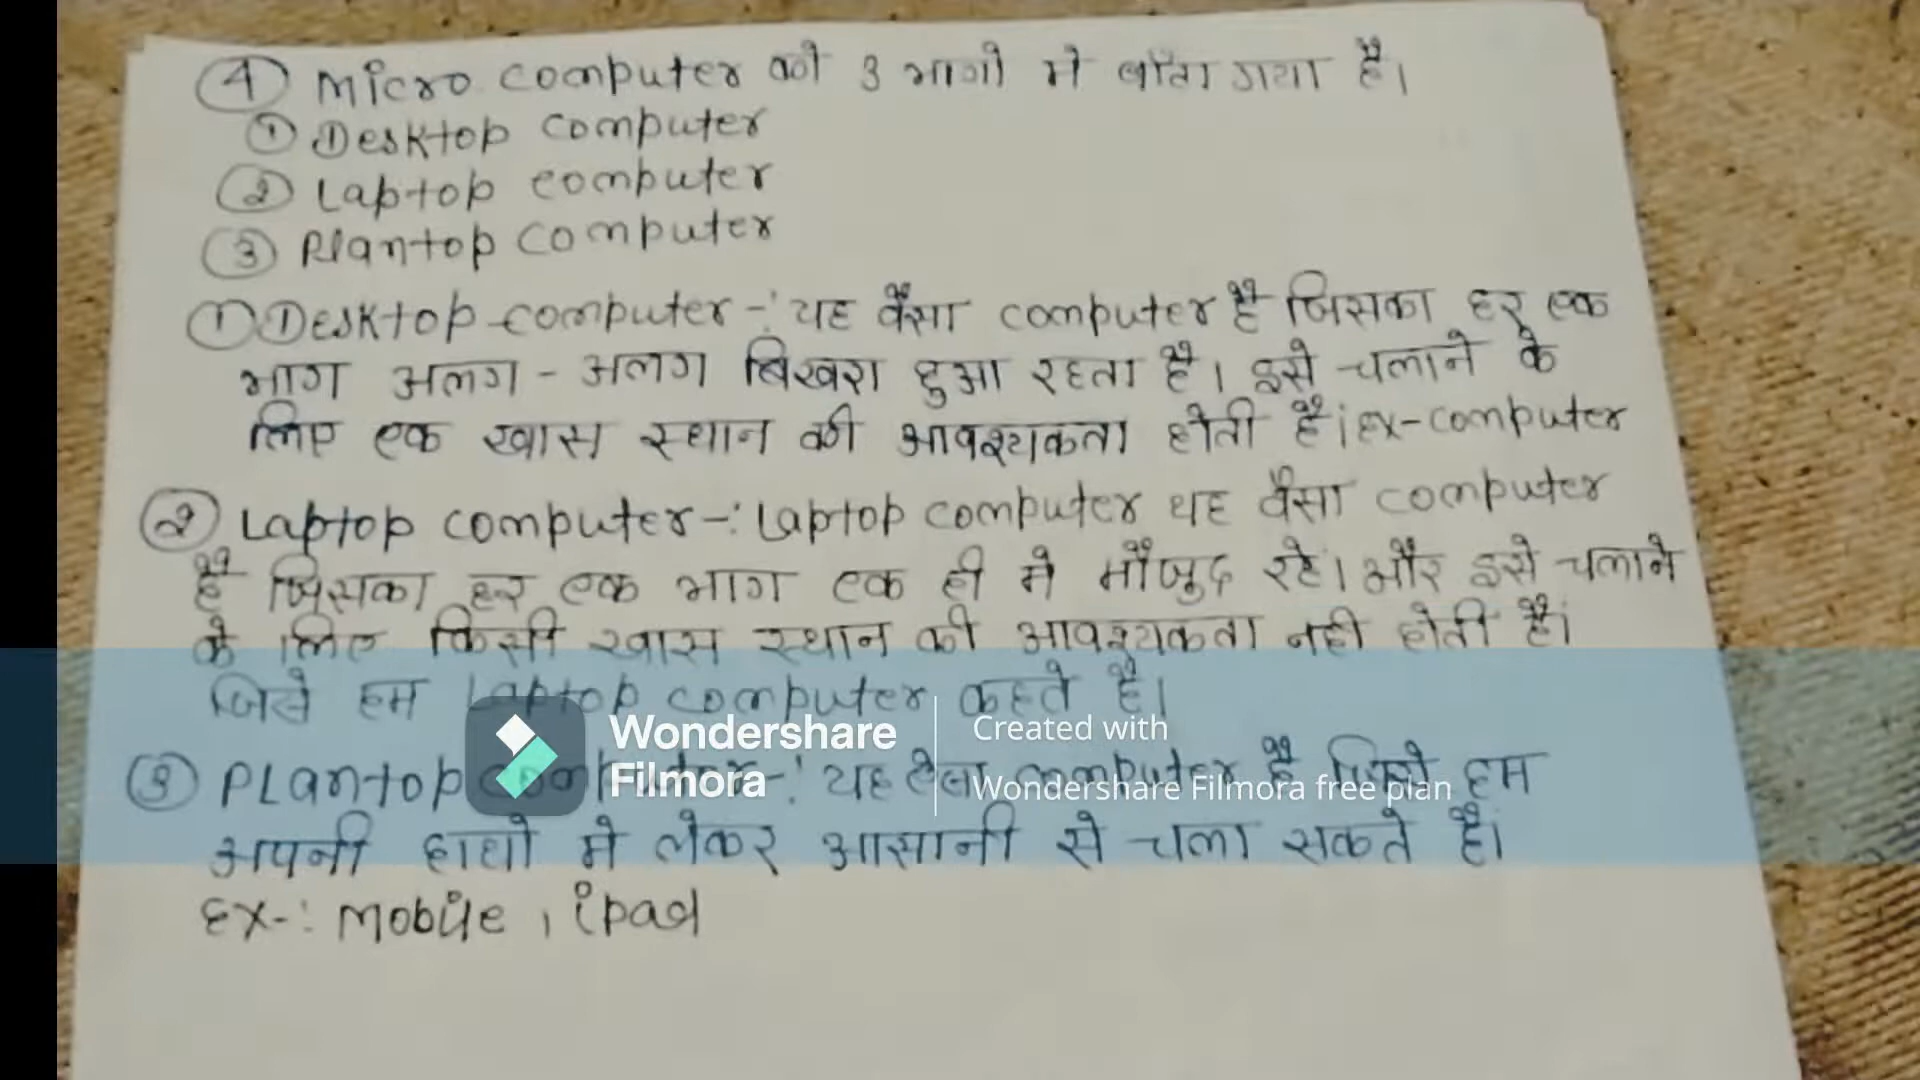 ④ Micro computer को 3 भागो मे बाँटा गया है।
① Desktop computer
② Laptop computer
③ Plantop computer
① Desktop computer-: यह वैसा computer है जिसका हर एक
भाग अलग - अलग बिखरा हुआ रहता है। इसे चलाने के
लिए एक खास स्थान की आवश्यकता होती है। Ex-computer
② Laptop computer-: Laptop computer यह वैसा computer
है जिसका हर एक भाग एक ही मे मौजुद रहे। और इसे चलाने
के लिए किसी खास स्थान की आवश्यकता नही होती है।
जिसे हम Laptop computer कहते है।
③ Plantop computer-: यह computer है जिसे हम
अपनी हाथो मे लेकर आसानी से चला सकते है।
Ex-: Mobile, ipad
Wondershare Filmora
Created with
Wondershare Filmora free plan